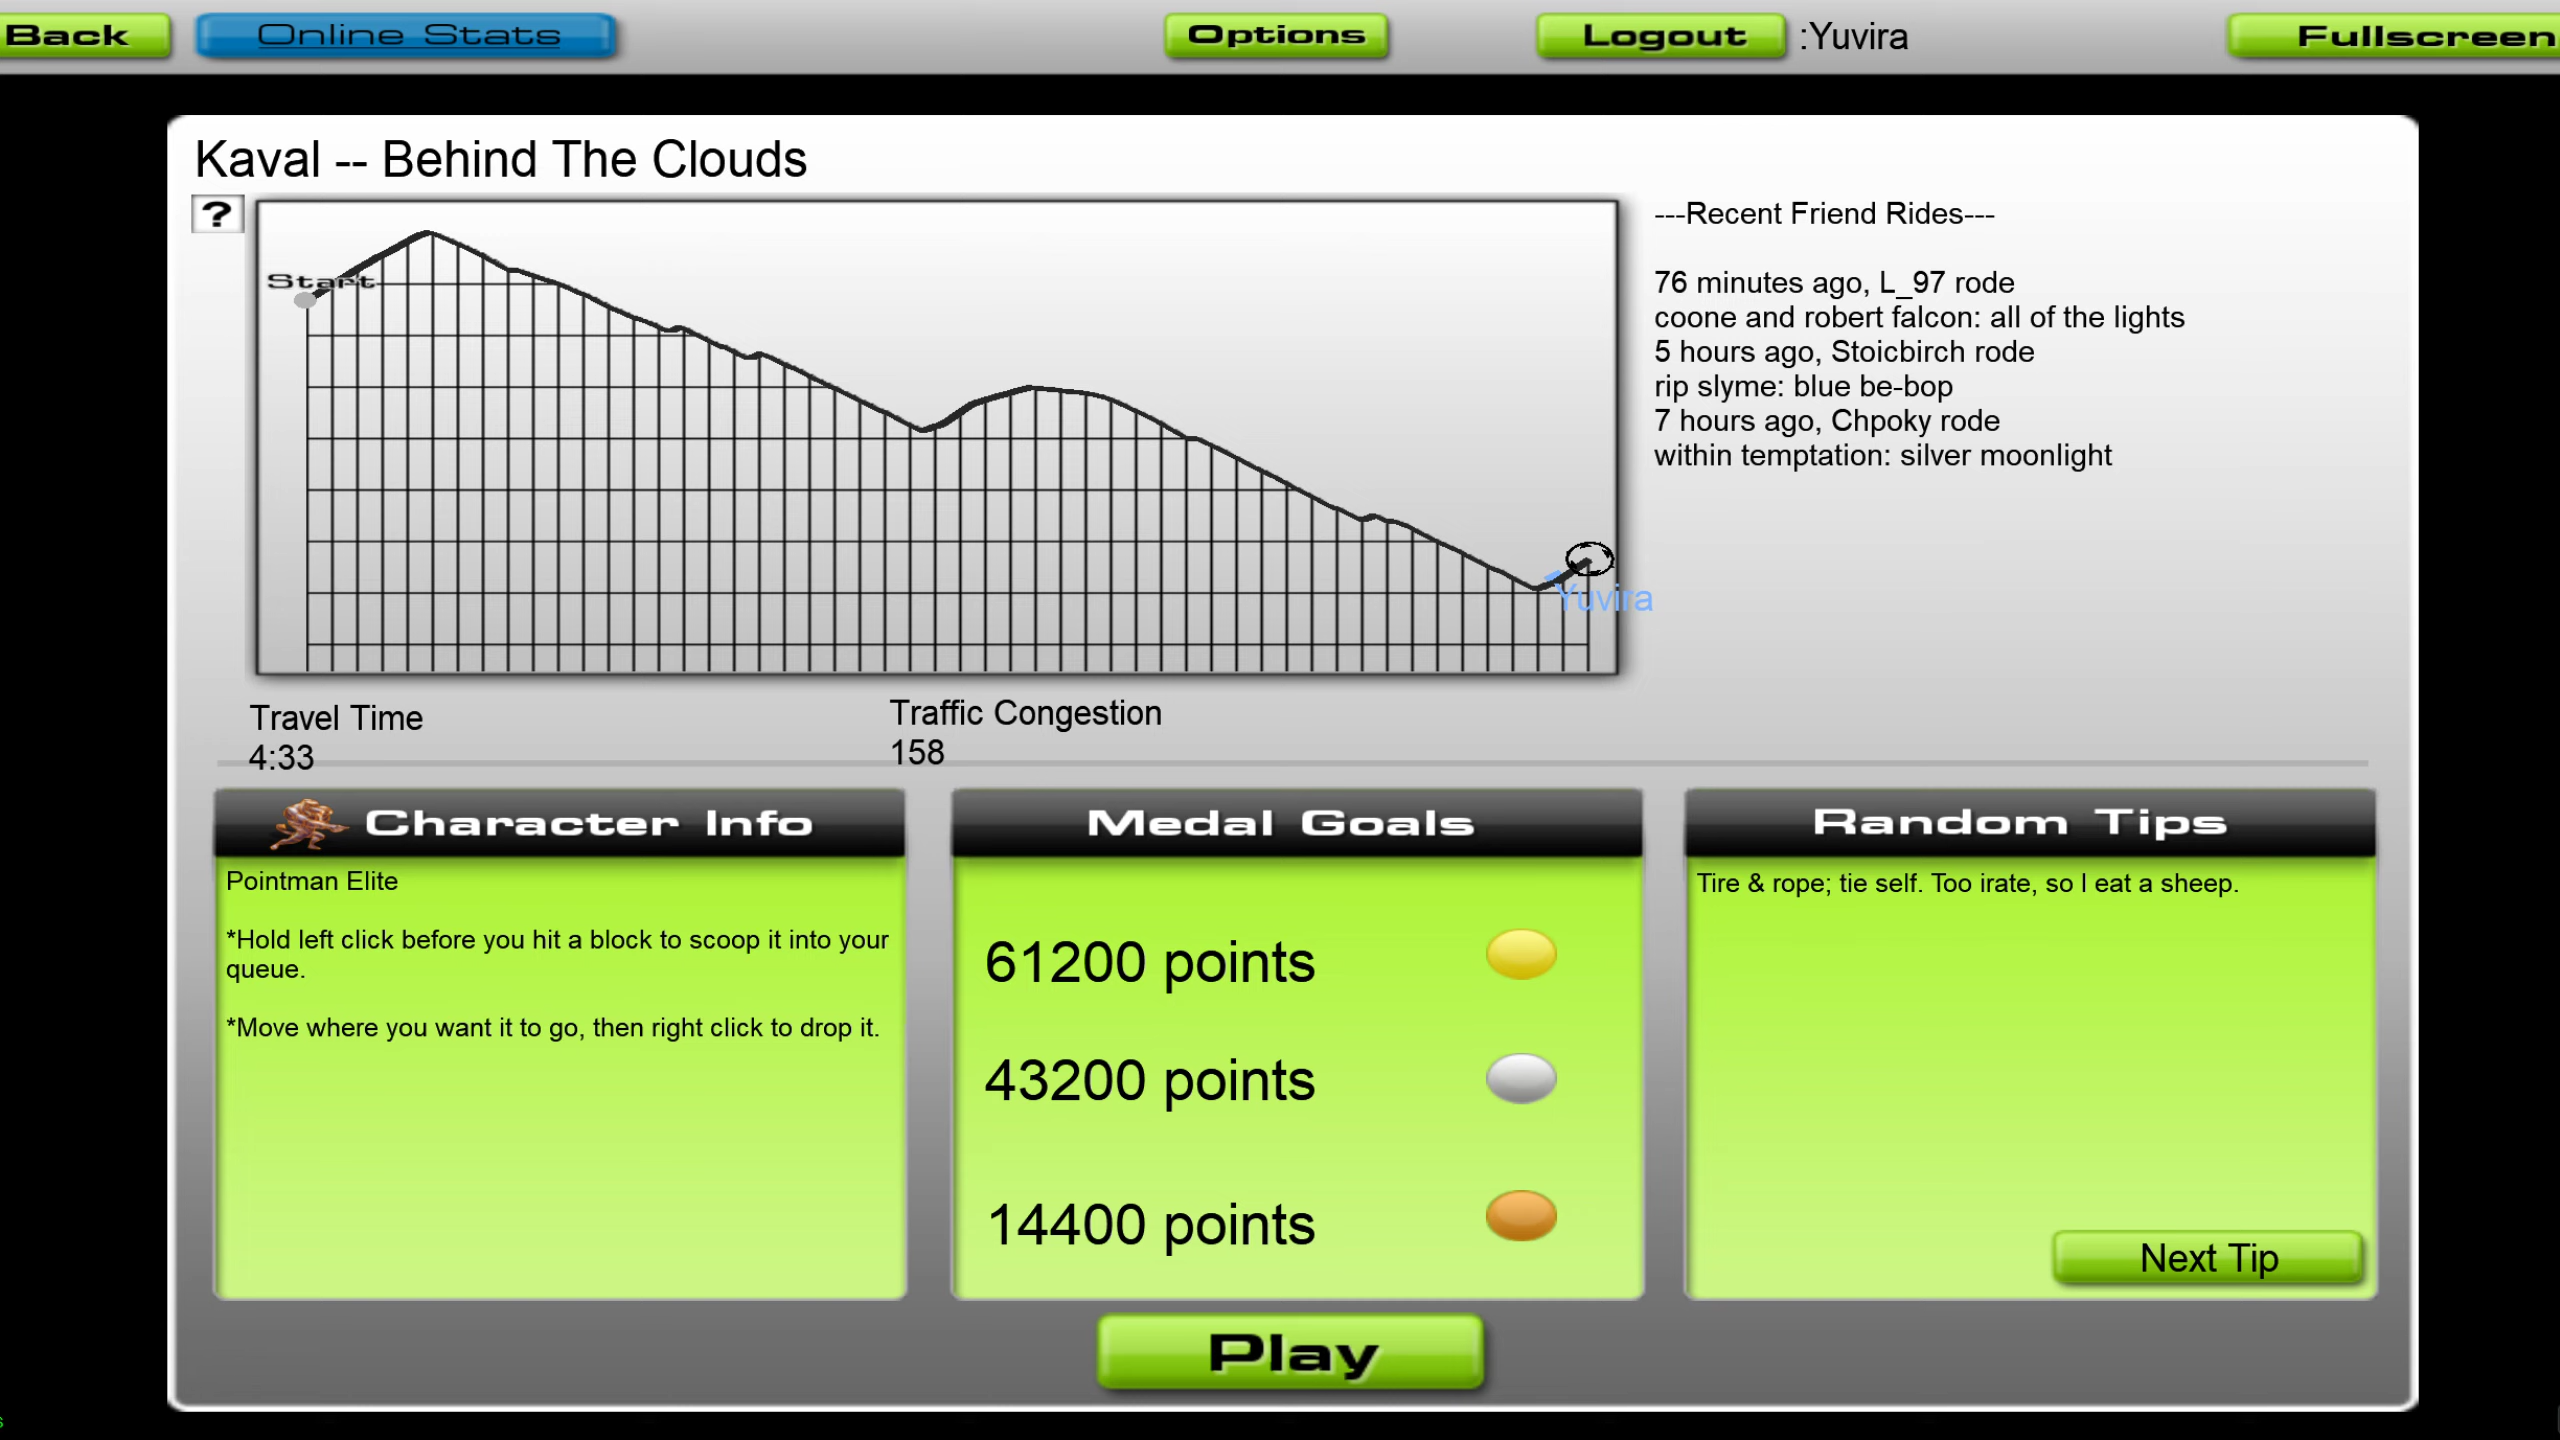 Back
Online Stats
Options
Logout
:Yuvira
Fullscreen
Kaval -- Behind The Clouds
?
Start
Yuvira
---Recent Friend Rides---
76 minutes ago, L_97 rode
coone and robert falcon: all of the lights
5 hours ago, Stoicbirch rode
rip slyme: blue be-bop
7 hours ago, Chpoky rode
within temptation: silver moonlight
Travel Time
4:33
Traffic Congestion
158
Character Info
Pointman Elite
*Hold left click before you hit a block to scoop it into your
queue.
*Move where you want it to go, then right click to drop it.
Medal Goals
61200 points
43200 points
14400 points
Random Tips
Tire & rope; tie self. Too irate, so I eat a sheep.
Next Tip
Play